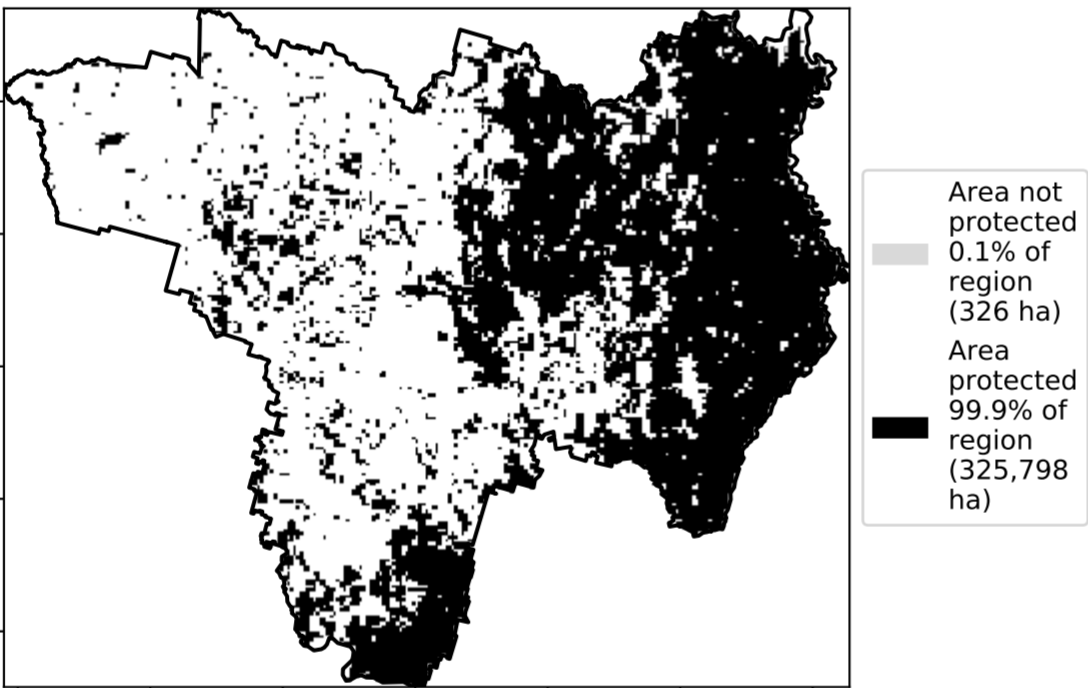 Area not
protected
0.1% of
region
(326 ha)
Area
protected
99.9% of
region
(325,798
ha)